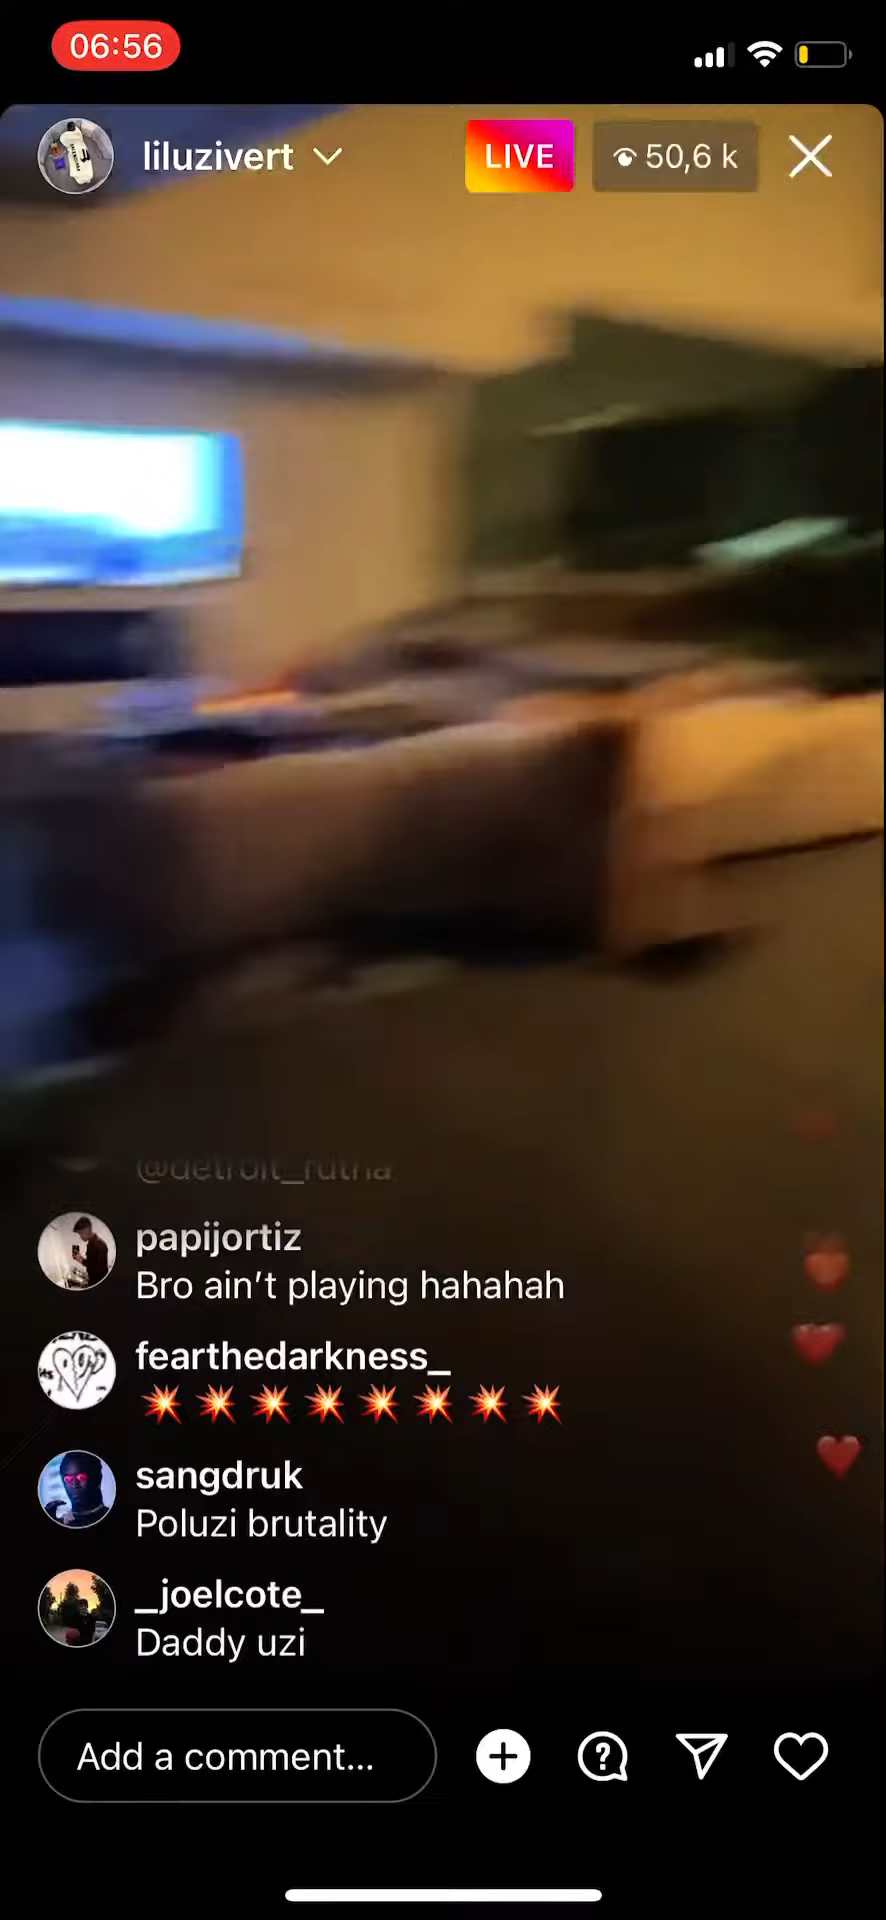 06:56
liluzivert
LIVE
50,6 k
papijortiz
Bro ain’t playing hahahah
fearthedarkness_
💥 💥 💥 💥 💥 💥 💥 💥
sangdruk
Poluzi brutality
_joelcote_
Daddy uzi
Add a comment...